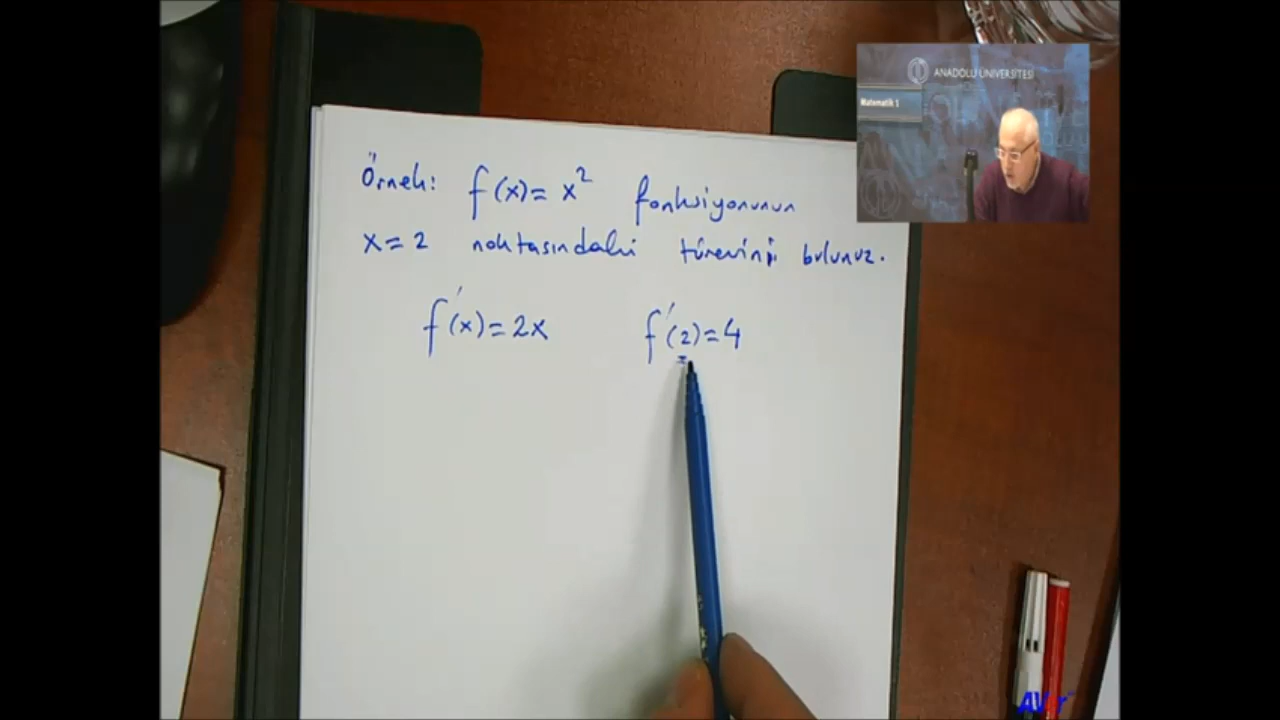 Örnek: f(x) = x² fonksiyonunun
x = 2 noktasındaki türevini bulunuz.
f'(x) = 2x f'(2) = 4
ANADOLU ÜNİVERSİTESİ
Matematik 1